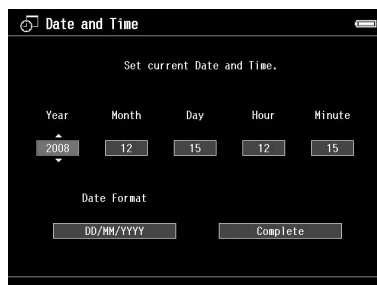 Date and Time
Set current Date and Time.
Year Month Day Hour Minute
2008 12 15 12 15
Date Format
DD/MM/YYYY Complete